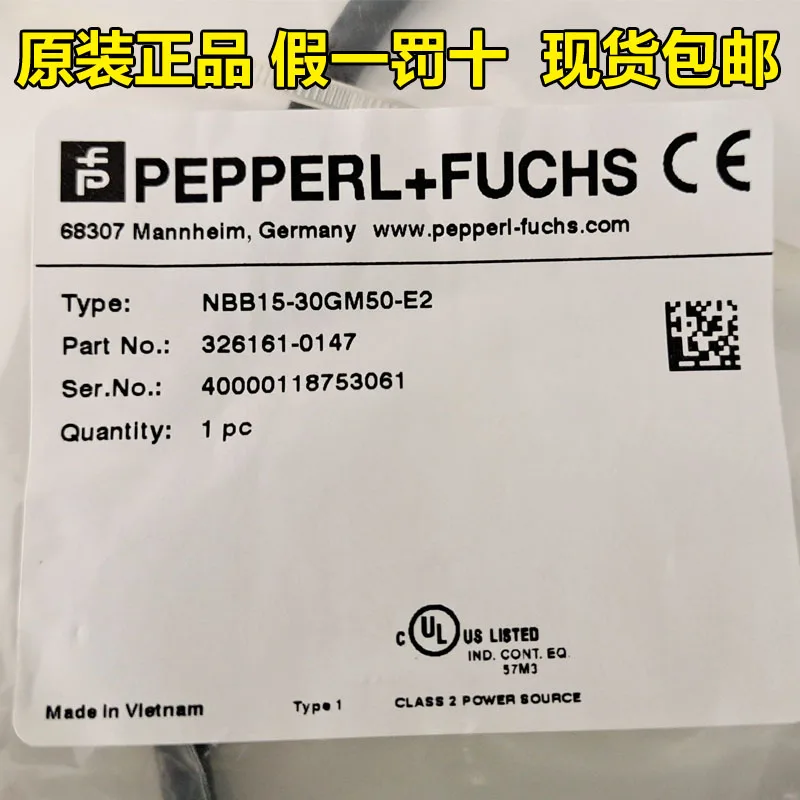 原装正品 假一罚十 现货包邮
PEPPERL+FUCHS CE
68307 Mannheim, Germany www.pepperl-fuchs.com
Type: NBB15-30GM50-E2
Part No.: 326161-0147
Ser.No.: 40000118753061
Quantity: 1 pc
C UL US LISTED
IND. CONT. EQ.
57M3
Made in Vietnam Type 1 CLASS 2 POWER SOURCE